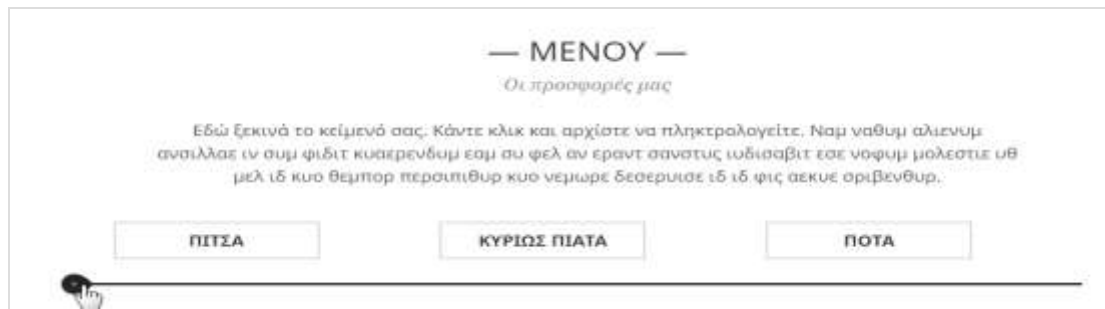 — ΜΕΝΟΥ —
Οι προσφορές μας
Εδώ ξεκινά το κείμενό σας. Κάντε κλικ και αρχίστε να πληκτρολογείτε. Ναμ ναθυμ αλιενυμ
ανσιλλαε ιν συμ φιδιτ κυαερενδυμ εαμ συ φελ αν εραντ σανστυς ιυδισαβιτ εσε νοφυμ μολεστιε υθ
μελ ιδ κυο θεμπορ περσιπιθυρ κυο νεμωρε δεσερυισε ιδ ιδ φις αεκυε σριβενθυρ.
ΠΙΤΣΑ ΚΥΡΙΩΣ ΠΙΑΤΑ ΠΟΤΑ